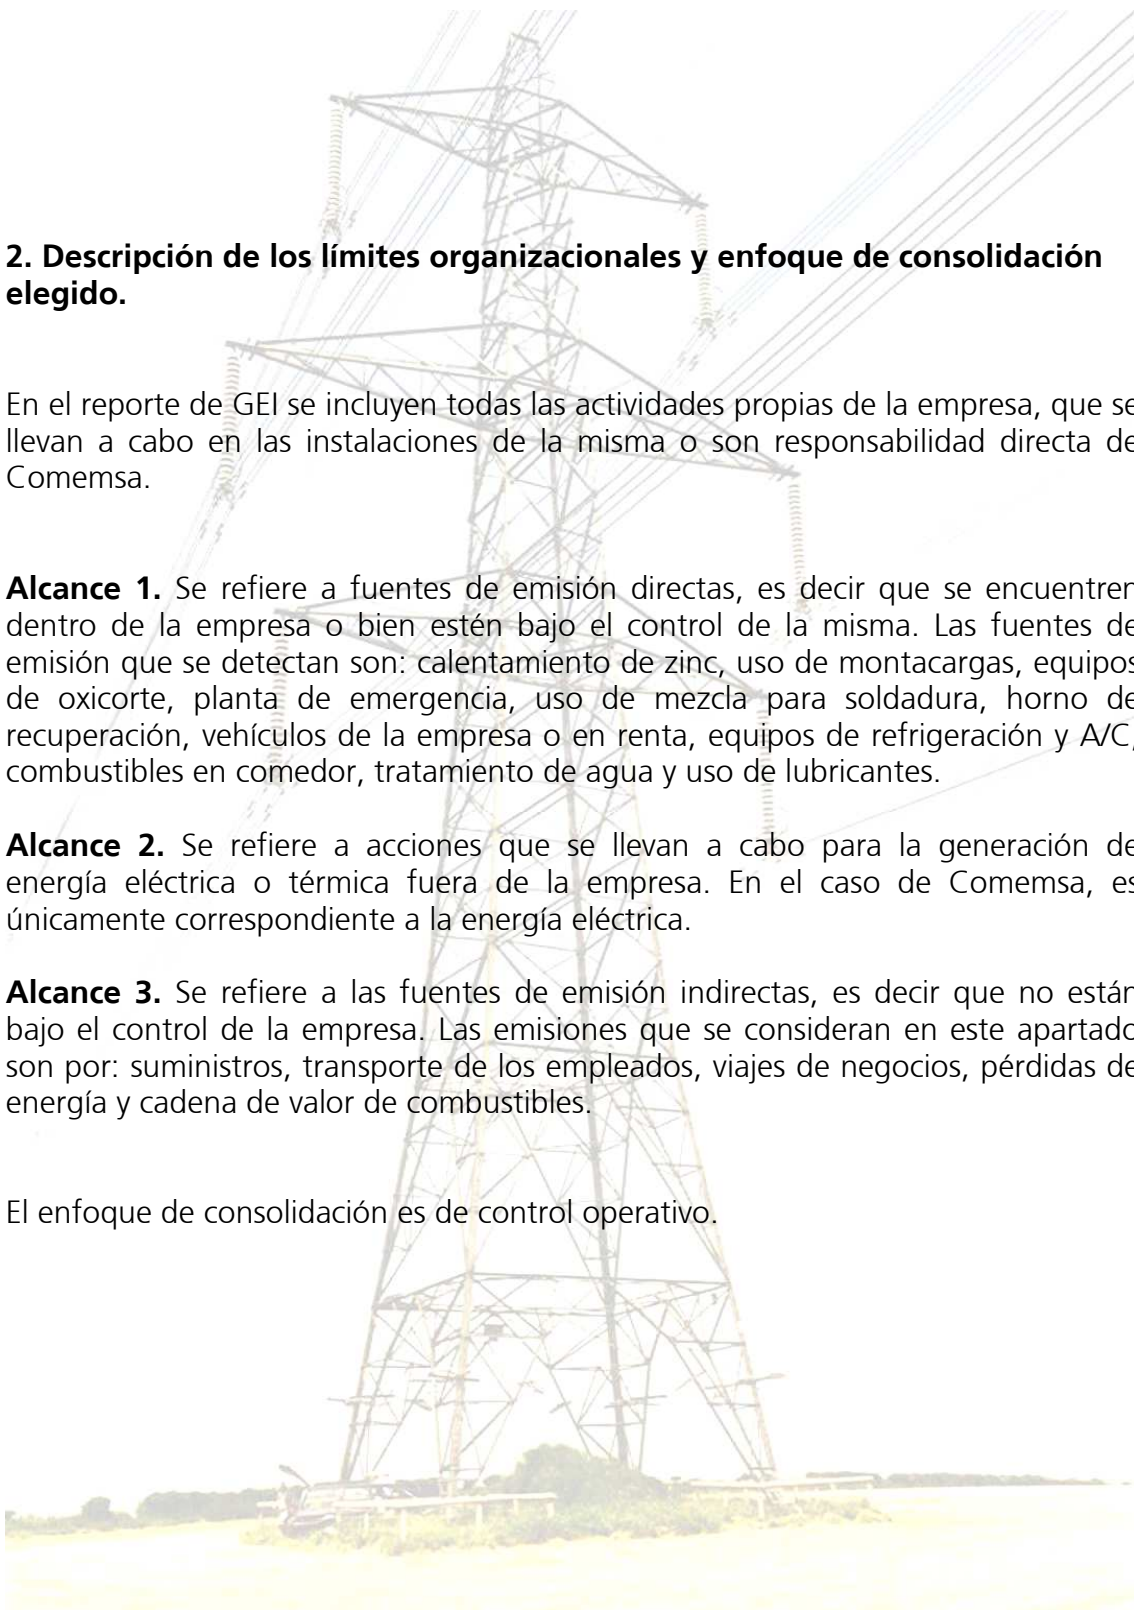 2. Descripción de los límites organizacionales y enfoque de consolidación
elegido.
En el reporte de GEI se incluyen todas las actividades propias de la empresa, que se
llevan a cabo en las instalaciones de la misma o son responsabilidad directa de
Comemsa.
Alcance 1. Se refiere a fuentes de emisión directas, es decir que se encuentren
dentro de la empresa o bien estén bajo el control de la misma. Las fuentes de
emisión que se detectan son: calentamiento de zinc, uso de montacargas, equipos
de oxicorte, planta de emergencia, uso de mezcla para soldadura, horno de
recuperación, vehículos de la empresa o en renta, equipos de refrigeración y A/C,
combustibles en comedor, tratamiento de agua y uso de lubricantes.
Alcance 2. Se refiere a acciones que se llevan a cabo para la generación de
energía eléctrica o térmica fuera de la empresa. En el caso de Comemsa, es
únicamente correspondiente a la energía eléctrica.
Alcance 3. Se refiere a las fuentes de emisión indirectas, es decir que no están
bajo el control de la empresa. Las emisiones que se consideran en este apartado
son por: suministros, transporte de los empleados, viajes de negocios, pérdidas de
energía y cadena de valor de combustibles.
El enfoque de consolidación es de control operativo.